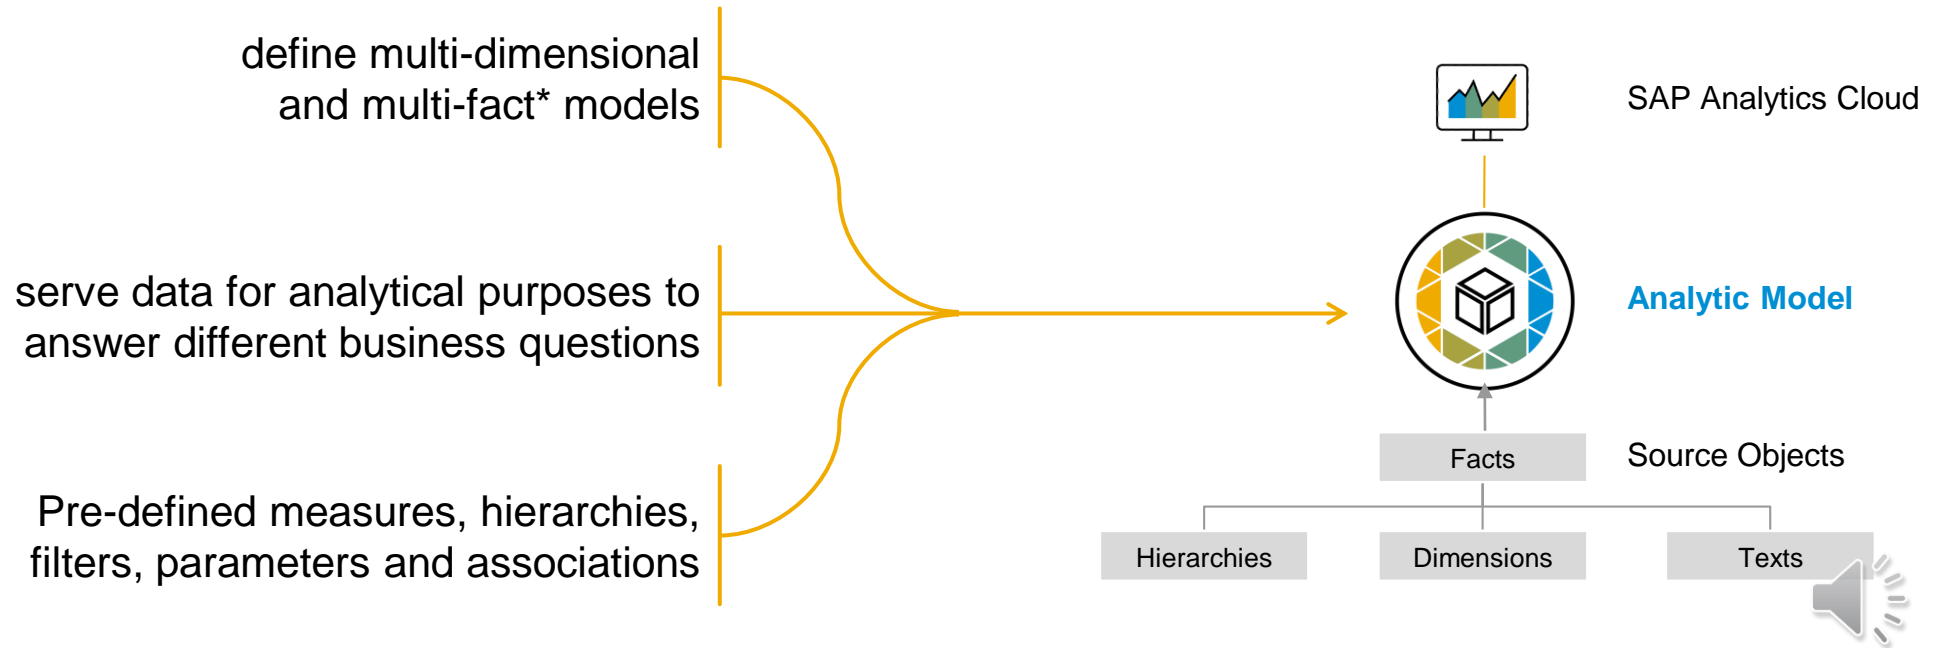 define multi-dimensional
and multi-fact* models
serve data for analytical purposes to
answer different business questions
Pre-defined measures, hierarchies,
filters, parameters and associations
SAP Analytics Cloud
Analytic Model
Facts
Source Objects
Hierarchies
Dimensions
Texts